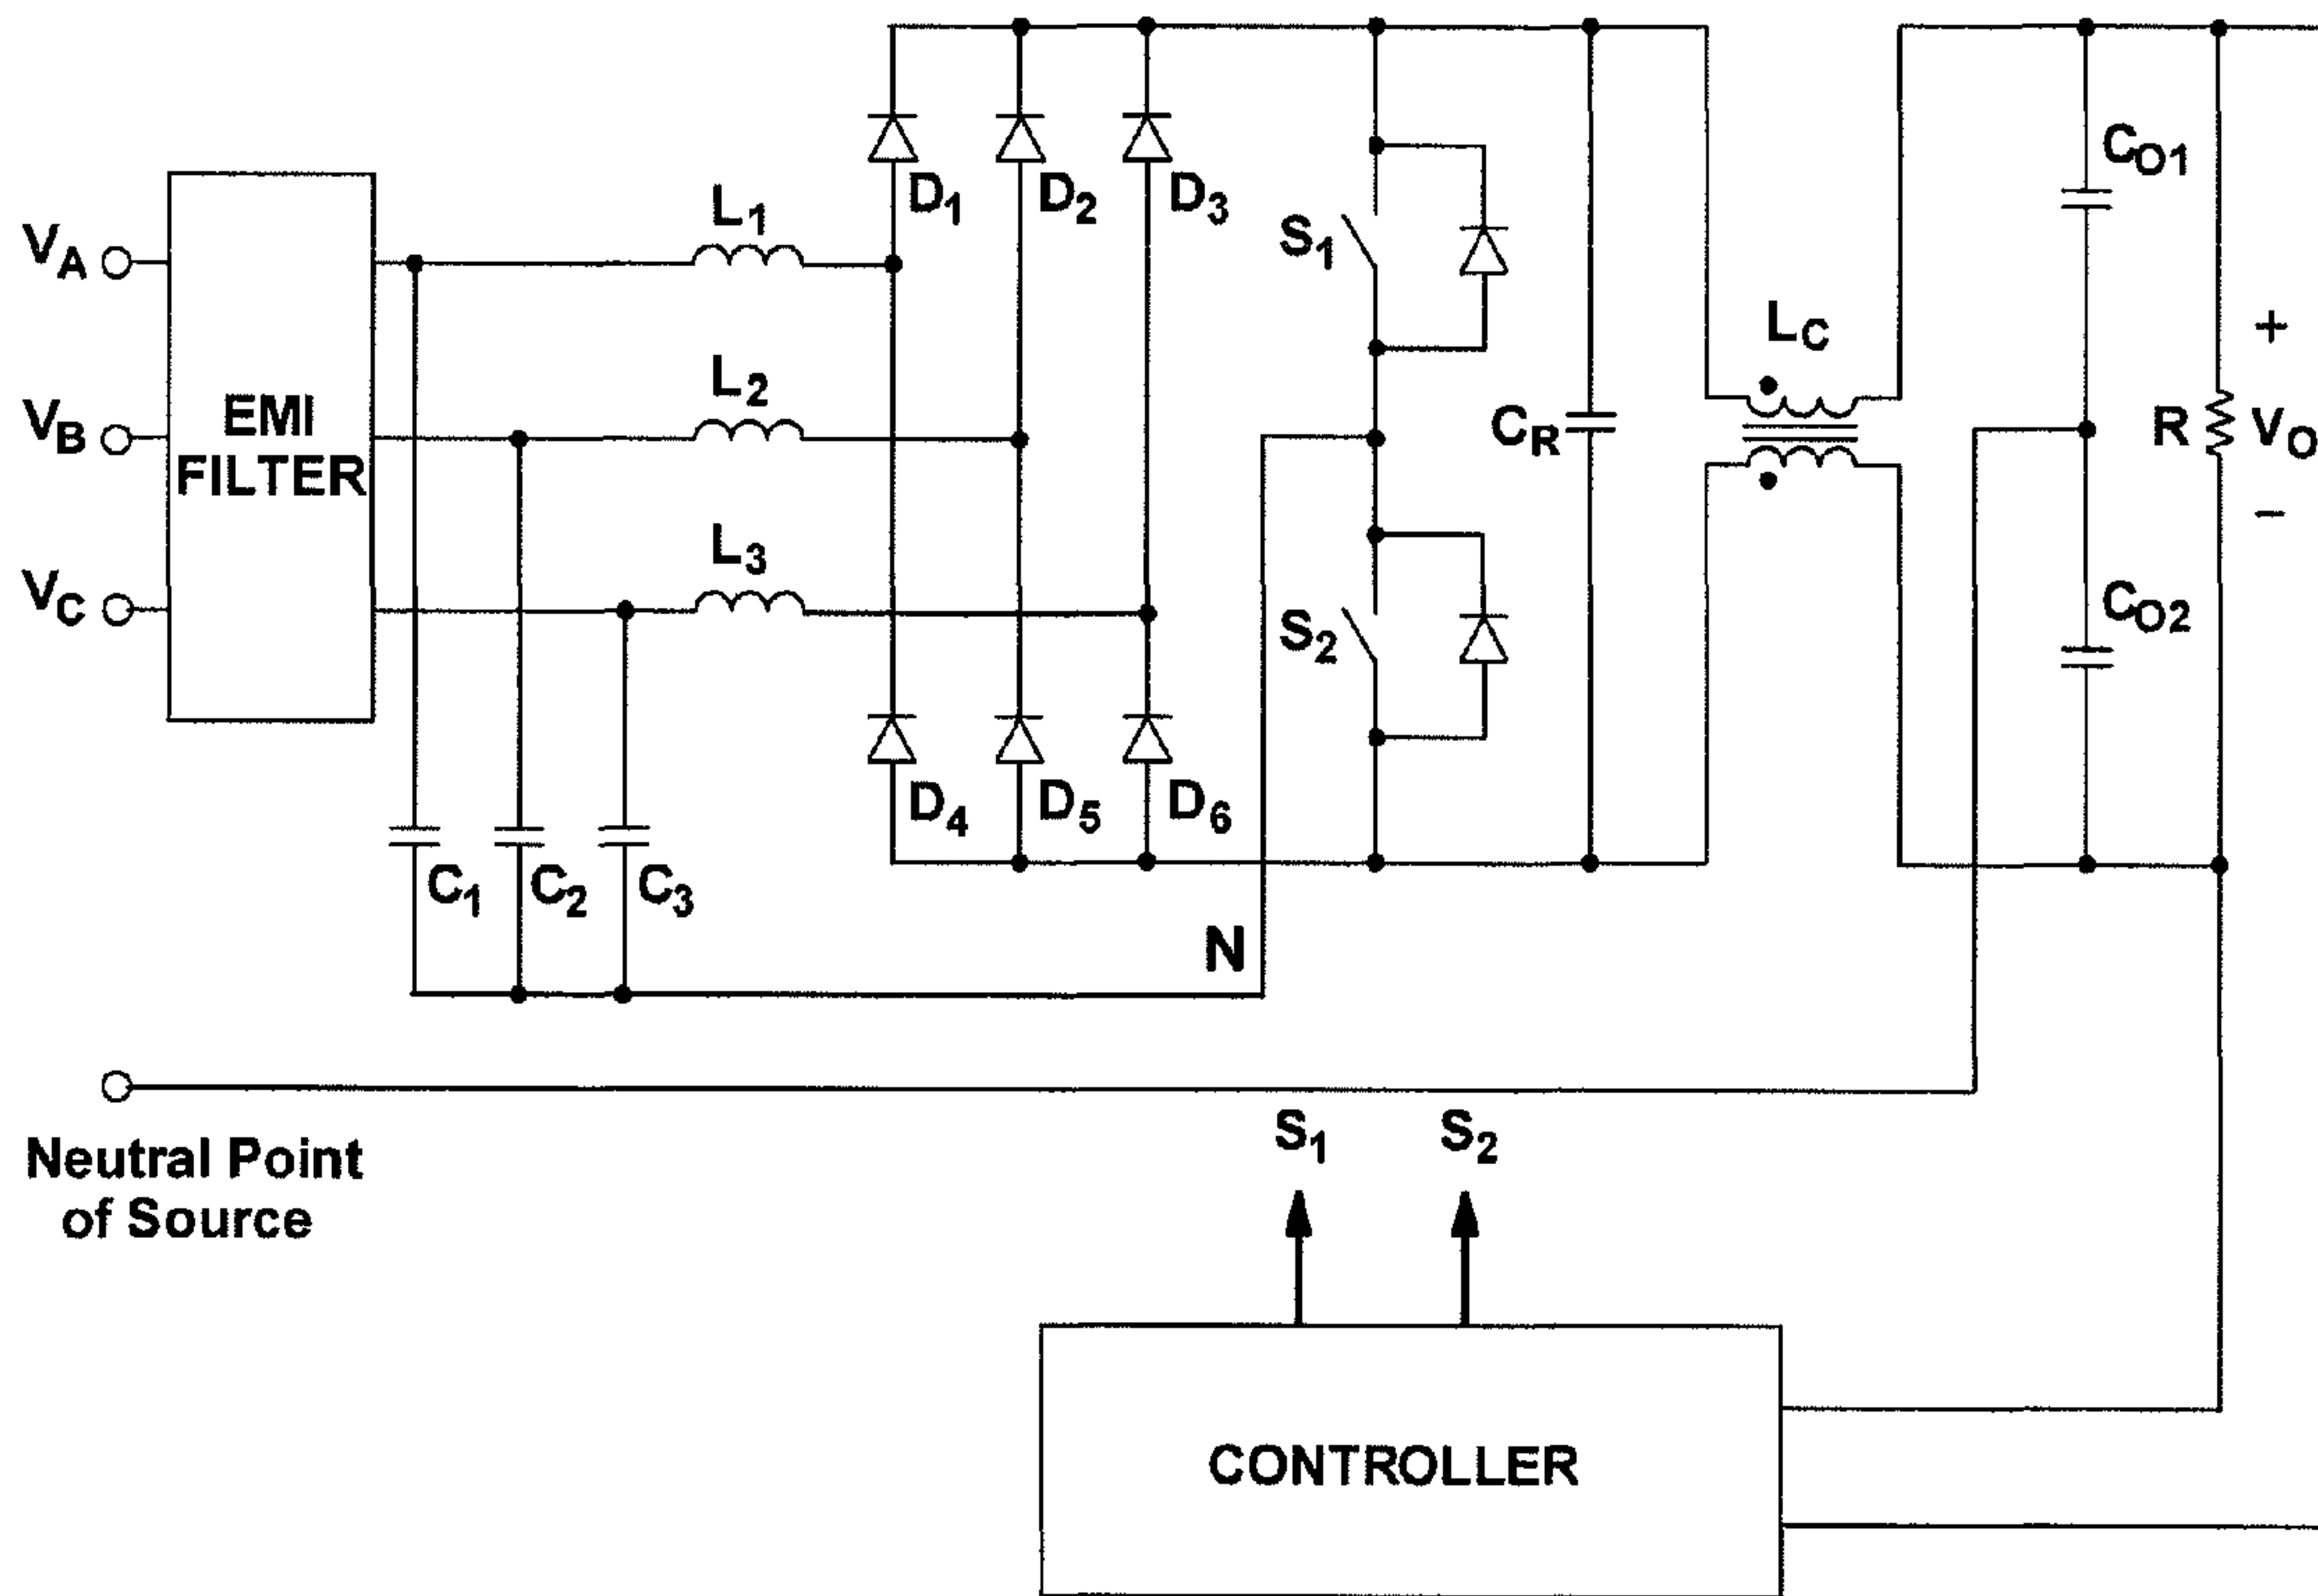 V_A
V_B
V_C
EMI
FILTER
L_1
L_2
L_3
D_1
D_2
D_3
D_4
D_5
D_6
C_1
C_2
C_3
N
S_1
S_2
C_R
L_C
C_O1
C_O2
R
+
V_O
−
Neutral Point
of Source
S_1
S_2
CONTROLLER